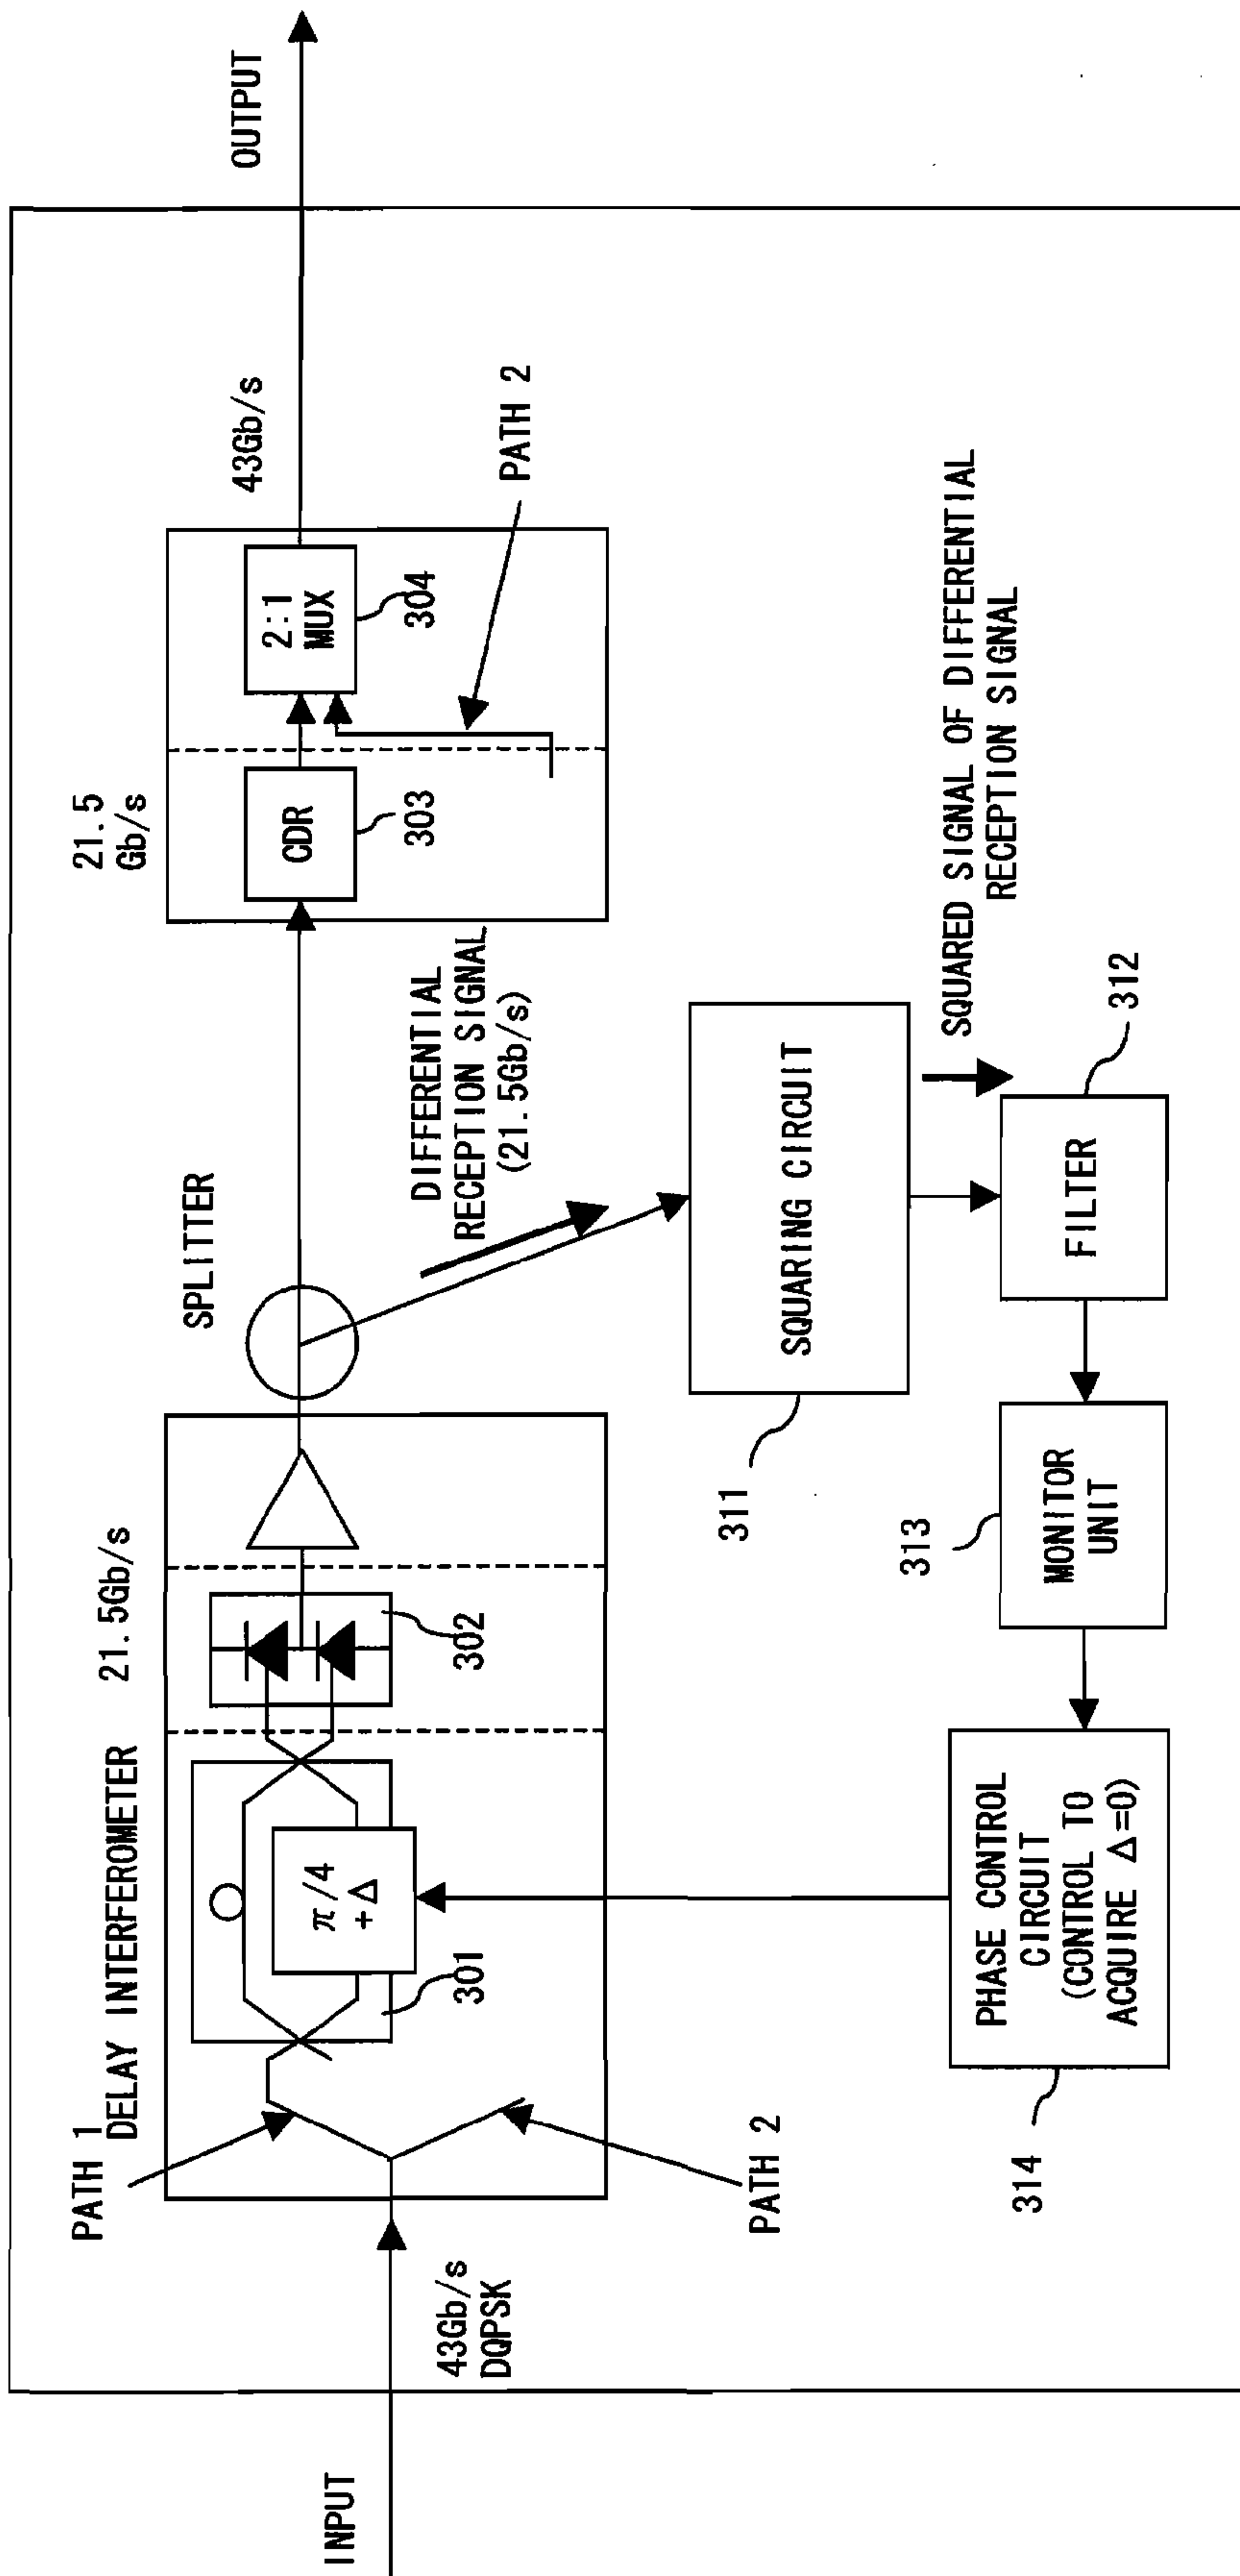 INPUT
43Gb/s
DQPSK
PATH 1
PATH 2
DELAY INTERFEROMETER
21.5Gb/s
π/4
+Δ
301
302
SPLITTER
DIFFERENTIAL
RECEPTION SIGNAL
(21.5Gb/s)
21.5
Gb/s
CDR
303
2:1
MUX
304
PATH 2
43Gb/s
OUTPUT
SQUARING CIRCUIT
311
SQUARED SIGNAL OF DIFFERENTIAL
RECEPTION SIGNAL
FILTER
312
MONITOR
UNIT
313
PHASE CONTROL
CIRCUIT
(CONTROL TO
ACQUIRE Δ=0)
314